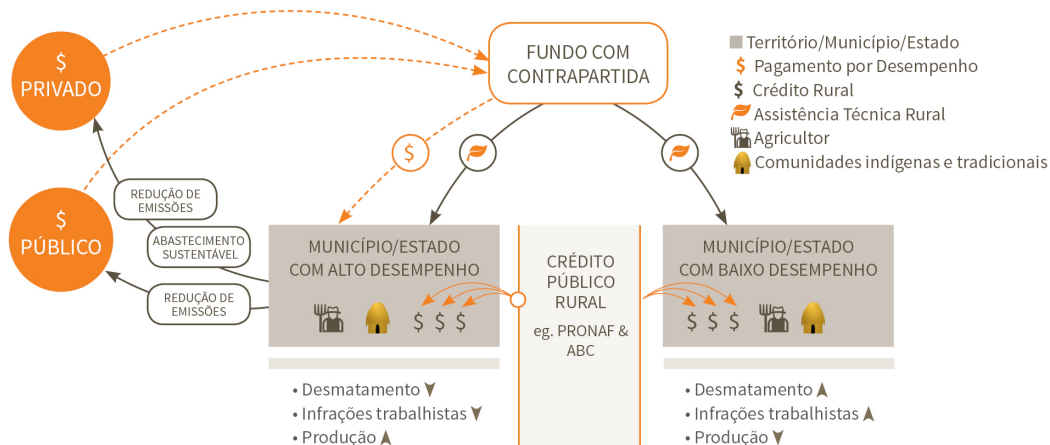 $
PRIVADO
$
PÚBLICO
FUNDO COM
CONTRAPARTIDA
Território/Município/Estado
$ Pagamento por Desempenho
$ Crédito Rural
Assistência Técnica Rural
Agricultor
Comunidades indígenas e tradicionais
$
REDUÇÃO DE
EMISSÕES
ABASTECIMENTO
SUSTENTÁVEL
REDUÇÃO DE
EMISSÕES
MUNICÍPIO/ESTADO
COM ALTO DESEMPENHO
$ $ $
CRÉDITO
PÚBLICO
RURAL
eg. PRONAF &
ABC
MUNICÍPIO/ESTADO
COM BAIXO DESEMPENHO
$ $ $
• Desmatamento
• Infrações trabalhistas
• Produção
• Desmatamento
• Infrações trabalhistas
• Produção